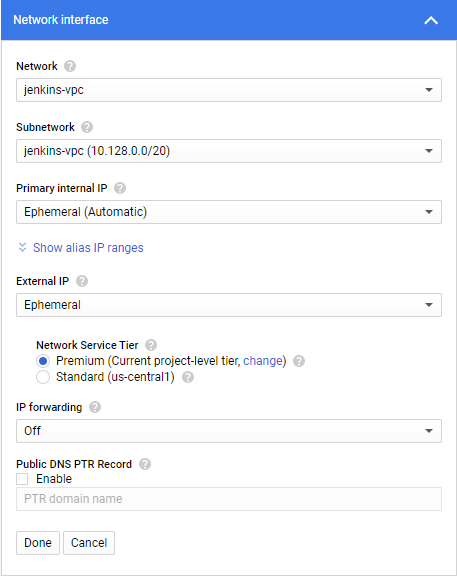 Network interface
Network ?
jenkins-vpc
Subnetwork ?
jenkins-vpc (10.128.0.0/20)
Primary internal IP ?
Ephemeral (Automatic)
Show alias IP ranges
External IP ?
Ephemeral
Network Service Tier ?
Premium (Current project-level tier, change) ?
Standard (us-central1) ?
IP forwarding ?
Off
Public DNS PTR Record ?
Enable
PTR domain name
Done Cancel